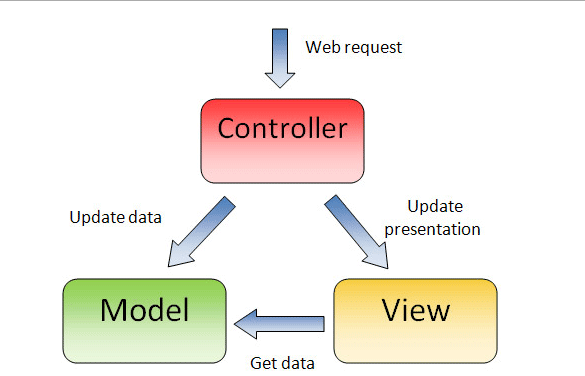 Web request
Controller
Update data
Update
presentation
Model
View
Get data